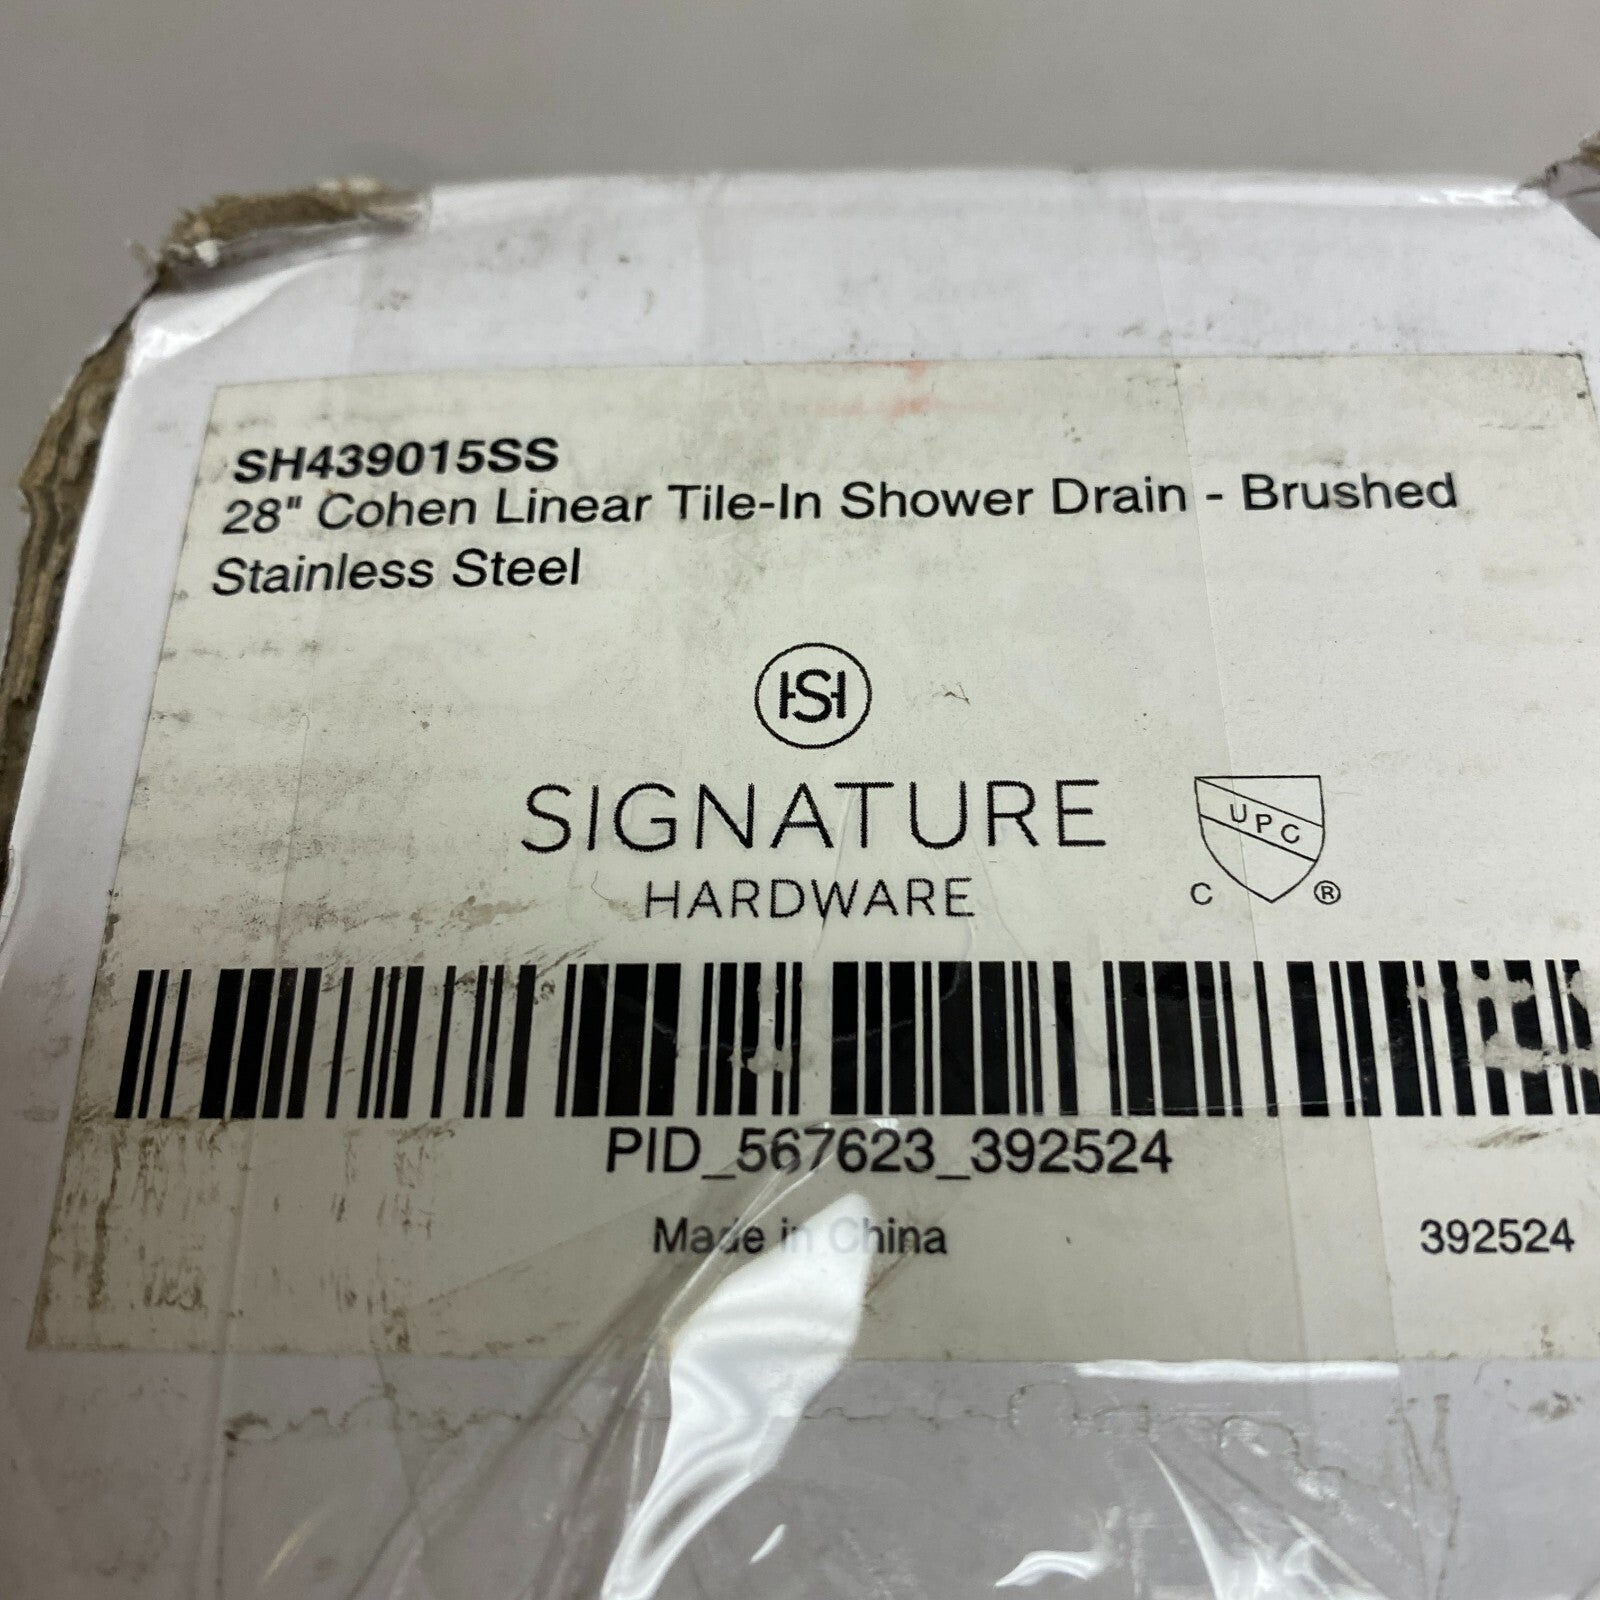 SH439015SS
28" Cohen Linear Tile-In Shower Drain - Brushed
Stainless Steel
HSH
SIGNATURE
HARDWARE
UPC
C ®
PID_567623_392524
Made in China
392524